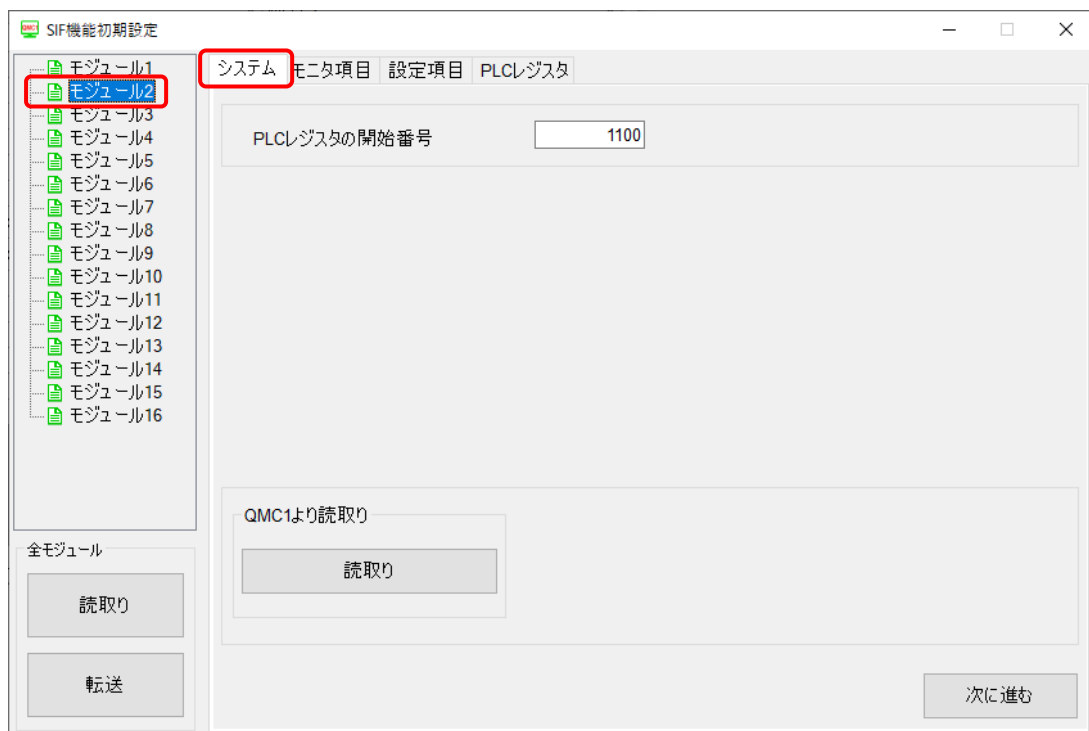 QMC1 SIF機能初期設定
モジュール1
モジュール2
モジュール3
モジュール4
モジュール5
モジュール6
モジュール7
モジュール8
モジュール9
モジュール10
モジュール11
モジュール12
モジュール13
モジュール14
モジュール15
モジュール16
全モジュール
読取り
転送
システム モニタ項目 設定項目 PLCレジスタ
PLCレジスタの開始番号 1100
QMC1より読取り
読取り
次に進む